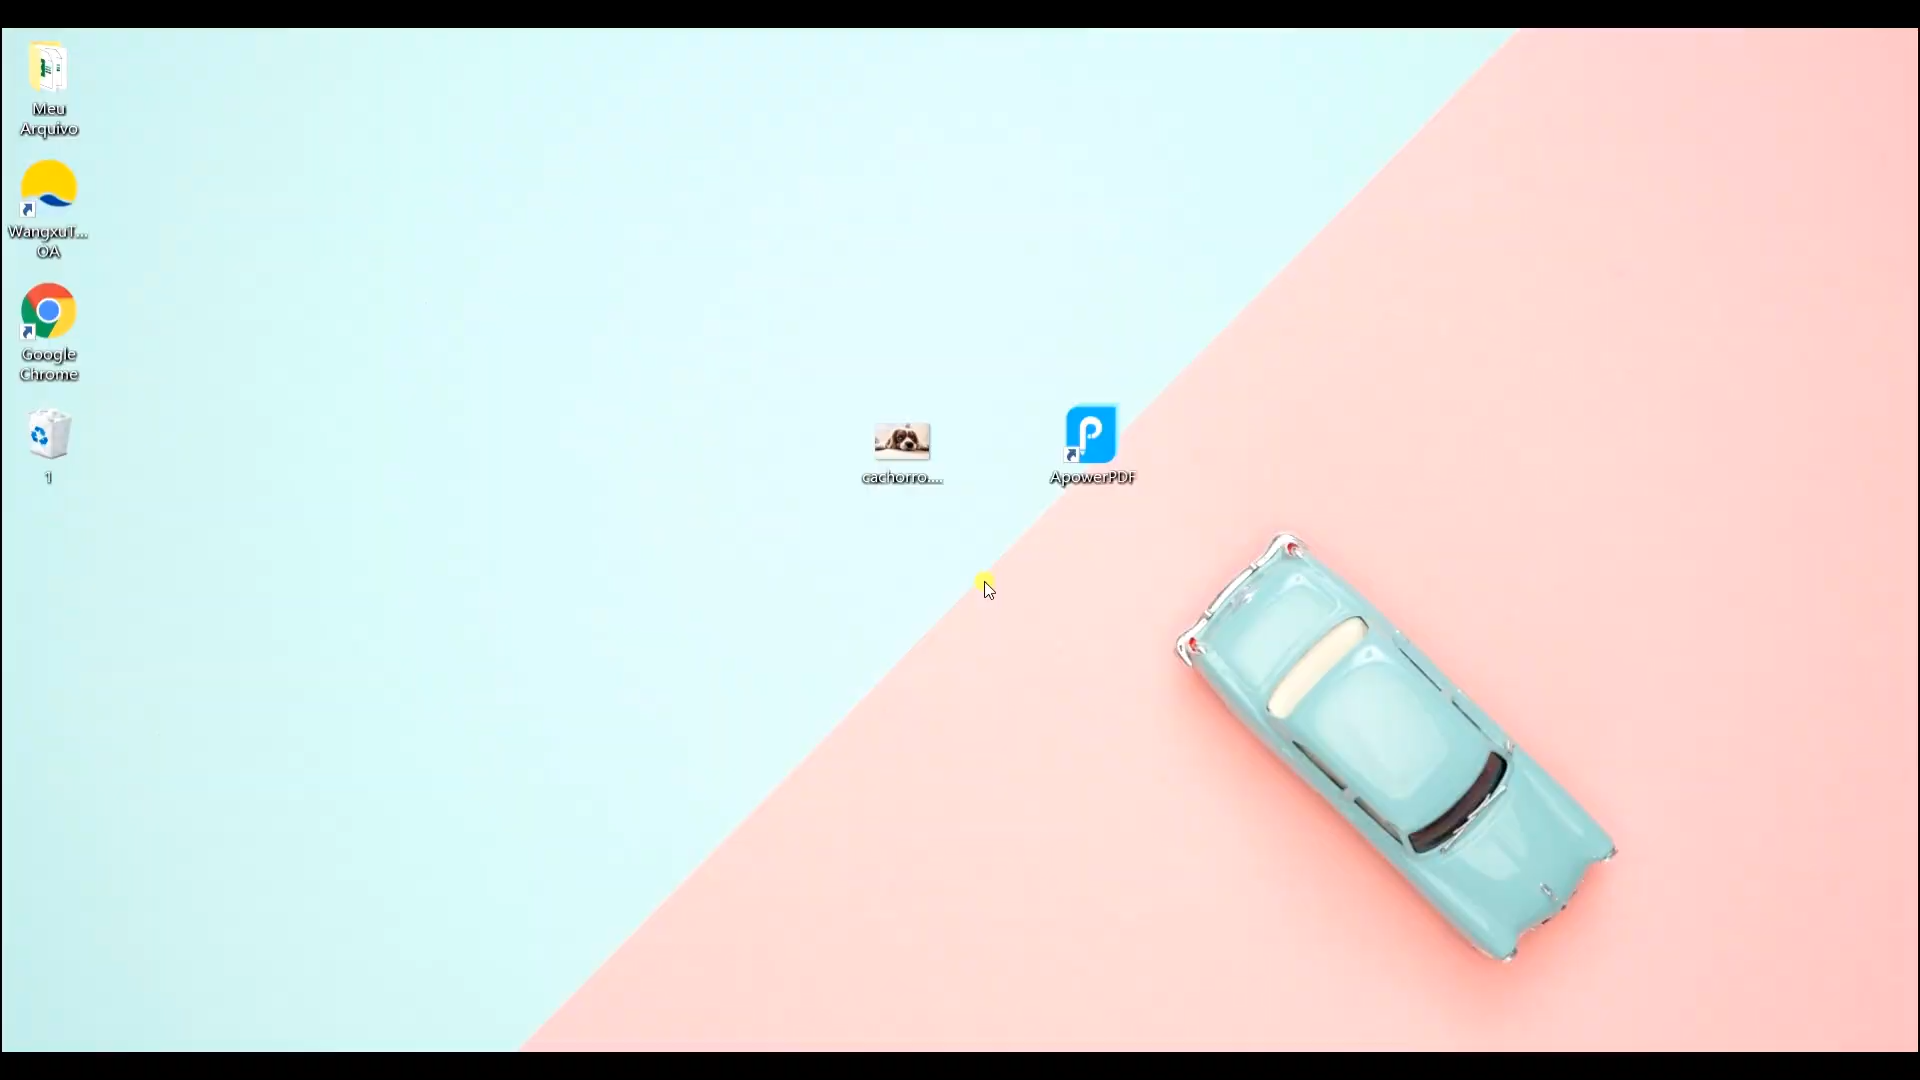 Meu
Arquivo
WangxuT...
OA
Google
Chrome
1
cachorro....
ApowerPDF